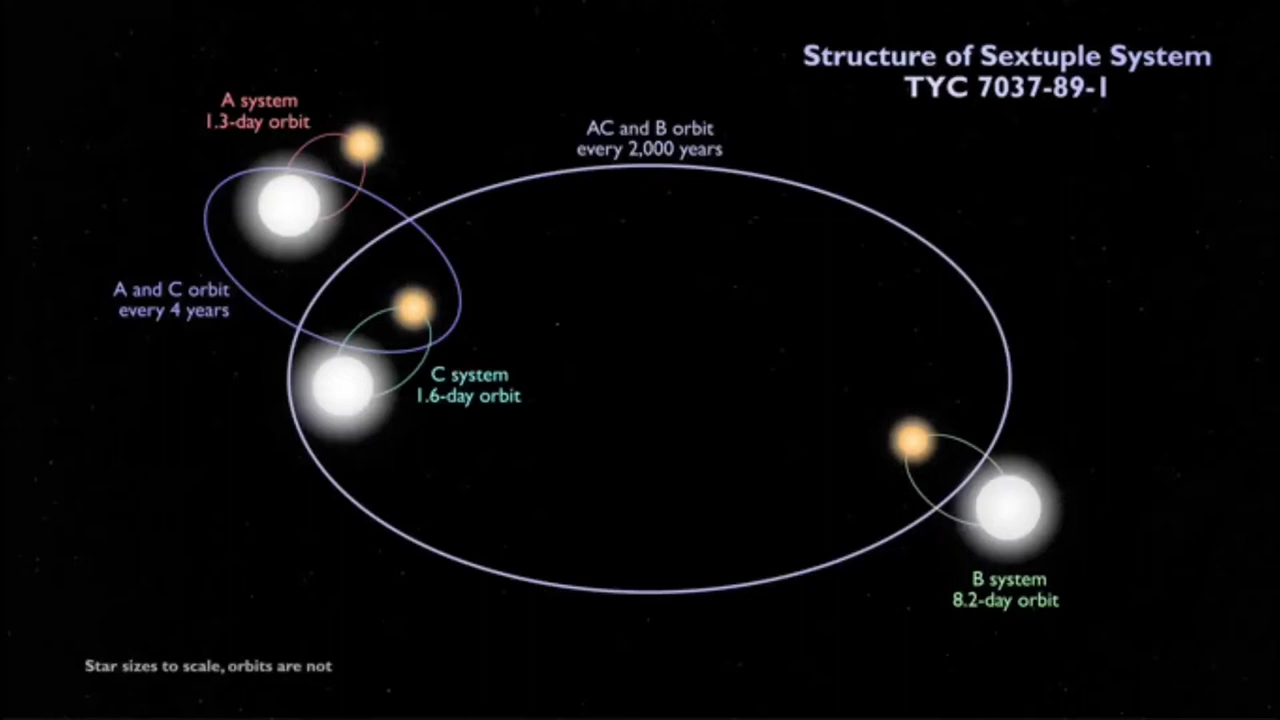 Structure of Sextuple System
TYC 7037-89-1
A system
1.3-day orbit
AC and B orbit
every 2,000 years
A and C orbit
every 4 years
C system
1.6-day orbit
B system
8.2-day orbit
Star sizes to scale, orbits are not